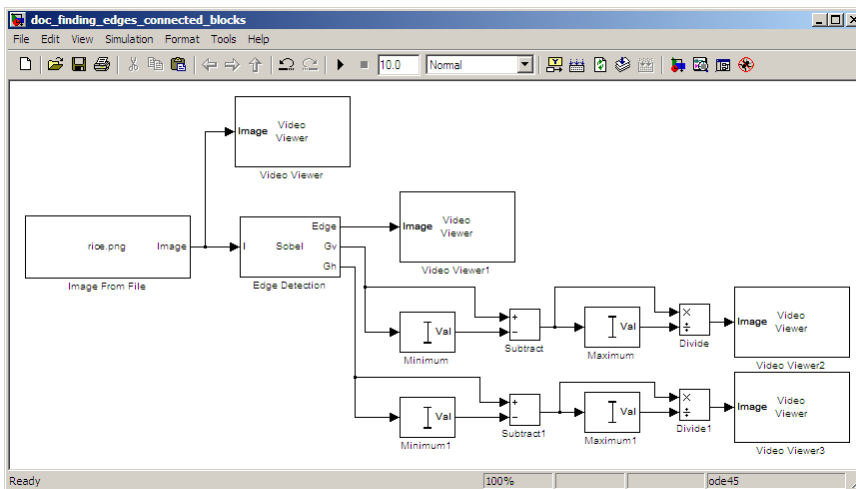 doc_finding_edges_connected_blocks
File Edit View Simulation Format Tools Help
10.0 Normal
Image Video Viewer
Video Viewer
rice.png Image
Image From File
I Sobel Edge Gv Gh
Edge Detection
Image Video Viewer
Video Viewer1
Val
Minimum
+ −
Subtract
Val
Maximum
× ÷
Divide
Image Video Viewer
Video Viewer2
Val
Minimum1
+ −
Subtract1
Val
Maximum1
× ÷
Divide1
Image Video Viewer
Video Viewer3
Ready 100% ode45